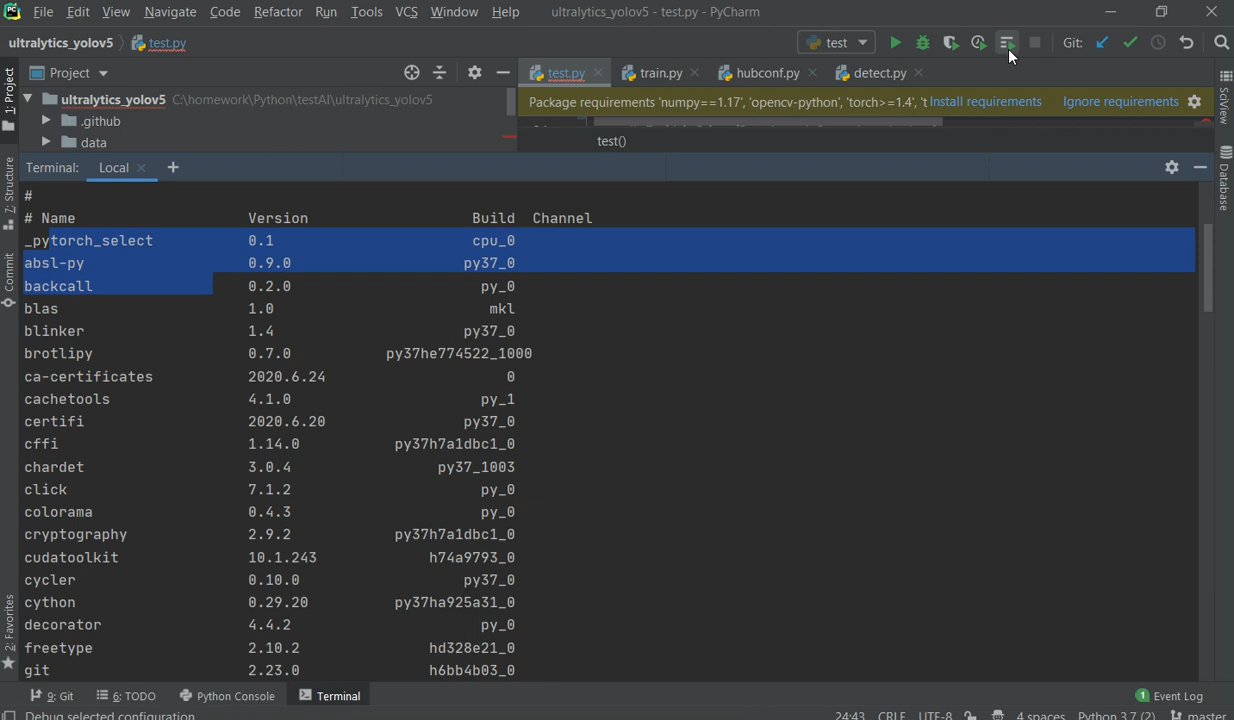 PC File Edit View Navigate Code Refactor Run Tools VCS Window Help ultralytics_yolov5 - test.py - PyCharm
ultralytics_yolov5 test.py test Git:
1: Project
Project test.py train.py hubconf.py detect.py
ultralytics_yolov5 C:\homework\Python\testAI\ultralytics_yolov5
Package requirements 'numpy==1.17', 'opencv-python', 'torch>=1.4', 't Install requirements Ignore requirements
.github
data
test()
SciView
Database
Z: Structure
Commit
2: Favorites
Terminal: Local +
#
# Name Version Build Channel
_pytorch_select 0.1 cpu_0
absl-py 0.9.0 py37_0
backcall 0.2.0 py_0
blas 1.0 mkl
blinker 1.4 py37_0
brotlipy 0.7.0 py37he774522_1000
ca-certificates 2020.6.24 0
cachetools 4.1.0 py_1
certifi 2020.6.20 py37_0
cffi 1.14.0 py37h7a1dbc1_0
chardet 3.0.4 py37_1003
click 7.1.2 py_0
colorama 0.4.3 py_0
cryptography 2.9.2 py37h7a1dbc1_0
cudatoolkit 10.1.243 h74a9793_0
cycler 0.10.0 py37_0
cython 0.29.20 py37ha925a31_0
decorator 4.4.2 py_0
freetype 2.10.2 hd328e21_0
git 2.23.0 h6bb4b03_0
9: Git 6: TODO Python Console Terminal 1 Event Log
Debug selected configuration 24:43 CRLF UTF-8 4 spaces Python 3.7 (2) master